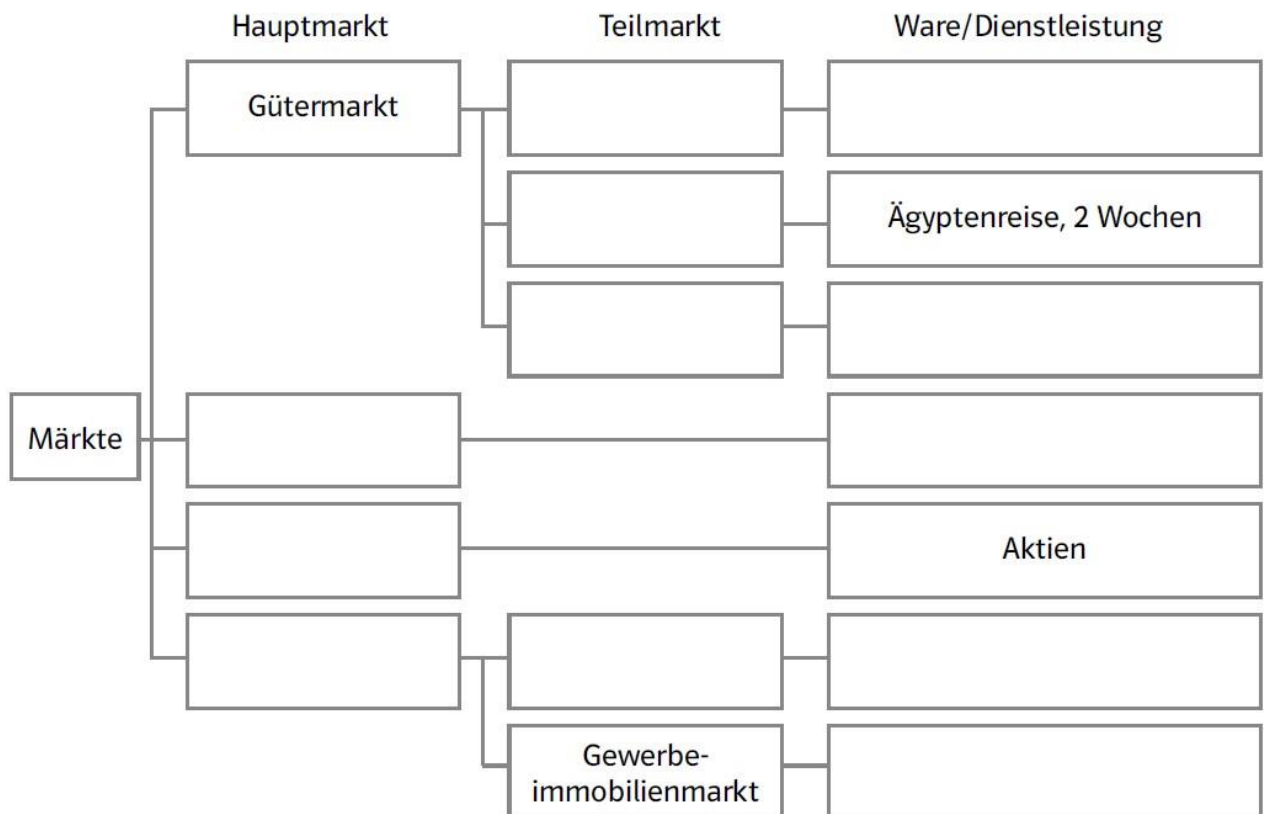 Hauptmarkt Teilmarkt Ware/Dienstleistung
Gütermarkt
Ägyptenreise, 2 Wochen
Märkte
Aktien
Gewerbe-
immobilienmarkt